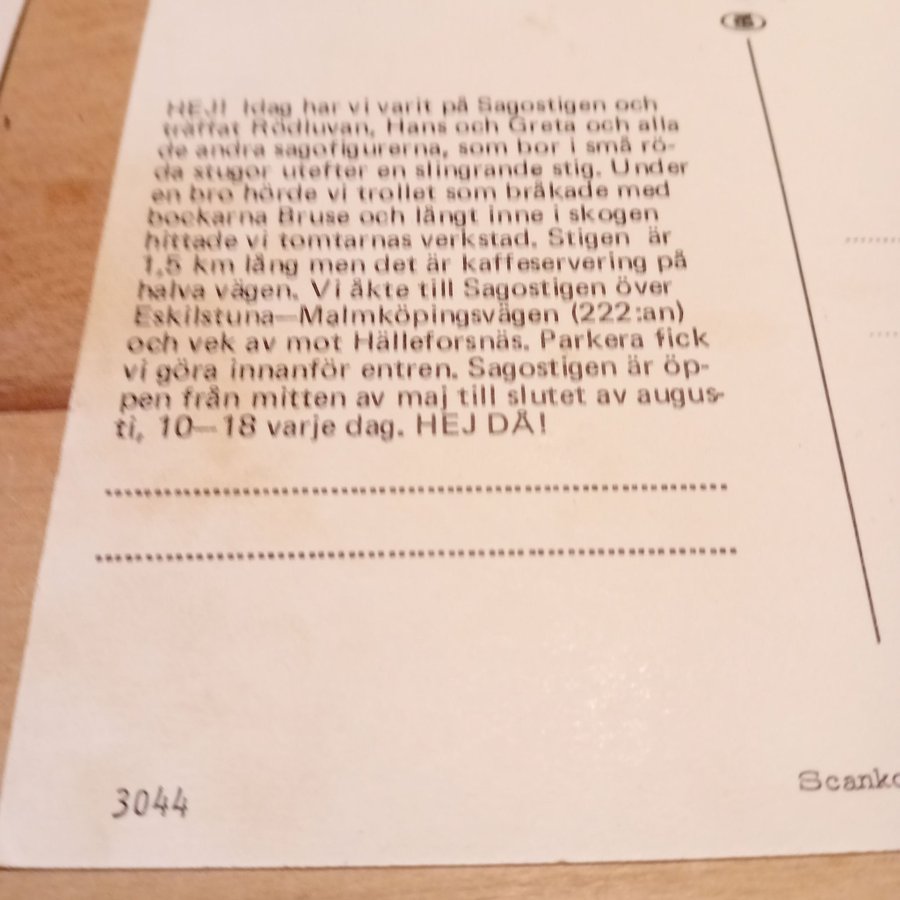 HEJ! Idag har vi varit på Sagostigen och
träffat Rödluvan, Hans och Greta och alla
de andra sagofigurerna, som bor i små rö-
da stugor utefter en slingrande stig. Under
en bro hörde vi trollet som bråkade med
bockarna Bruse och långt inne i skogen
hittade vi tomtarnas verkstad. Stigen är
1,5 km lång men det är kaffeservering på
halva vägen. Vi åkte till Sagostigen över
Eskilstuna—Malmköpingsvägen (222:an)
och vek av mot Hälleforsnäs. Parkera fick
vi göra innanför entren. Sagostigen är öp-
pen från mitten av maj till slutet av augus-
ti, 10—18 varje dag. HEJ DÅ!
Scanko
3044